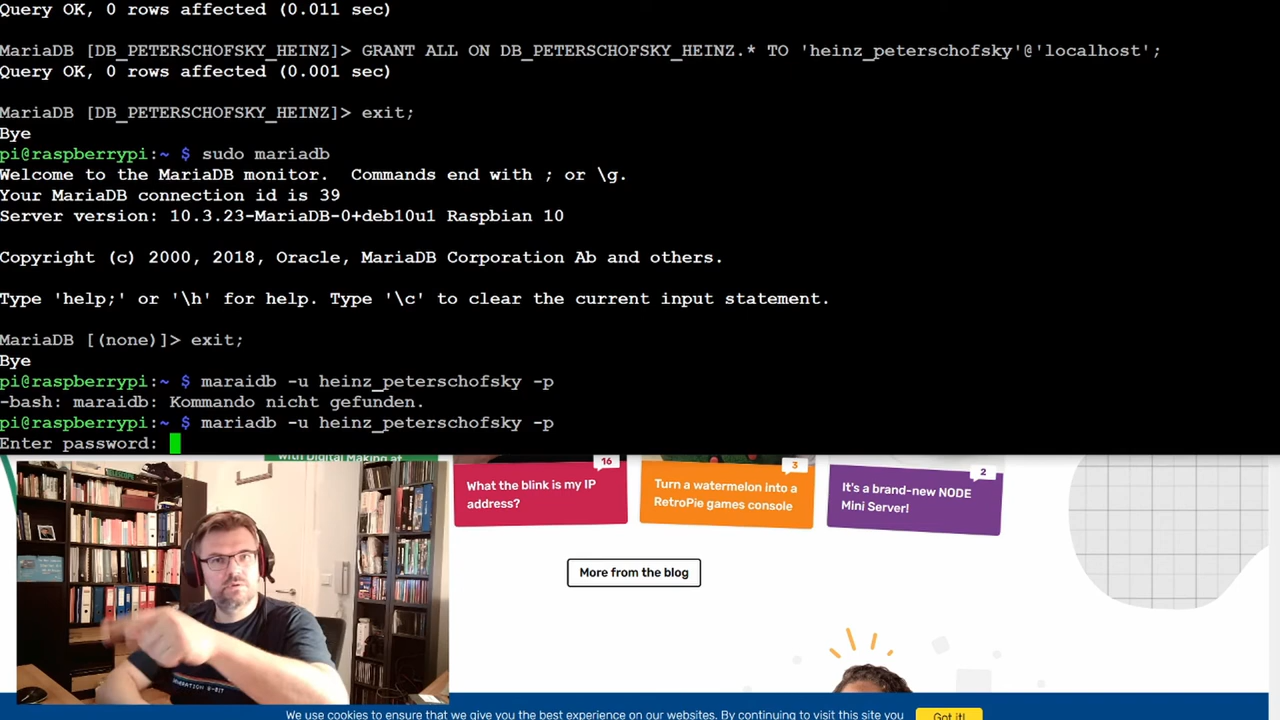 Query OK, 0 rows affected (0.011 sec)
MariaDB [DB_PETERSCHOFSKY_HEINZ]> GRANT ALL ON DB_PETERSCHOFSKY_HEINZ.* TO 'heinz_peterschofsky'@'localhost';
Query OK, 0 rows affected (0.001 sec)
MariaDB [DB_PETERSCHOFSKY_HEINZ]> exit;
Bye
pi@raspberrypi:~ $ sudo mariadb
Welcome to the MariaDB monitor.  Commands end with ; or \g.
Your MariaDB connection id is 39
Server version: 10.3.23-MariaDB-0+deb10u1 Raspbian 10
Copyright (c) 2000, 2018, Oracle, MariaDB Corporation Ab and others.
Type 'help;' or '\h' for help. Type '\c' to clear the current input statement.
MariaDB [(none)]> exit;
Bye
pi@raspberrypi:~ $ maraidb -u heinz_peterschofsky -p
-bash: maraidb: Kommando nicht gefunden.
pi@raspberrypi:~ $ mariadb -u heinz_peterschofsky -p
Enter password:
with Digital Making at
16
What the blink is my IP
address?
3
Turn a watermelon into a
RetroPie games console
2
It's a brand-new NODE
Mini Server!
More from the blog
We use cookies to ensure that we give you the best experience on our websites. By continuing to visit this site you
Got it!